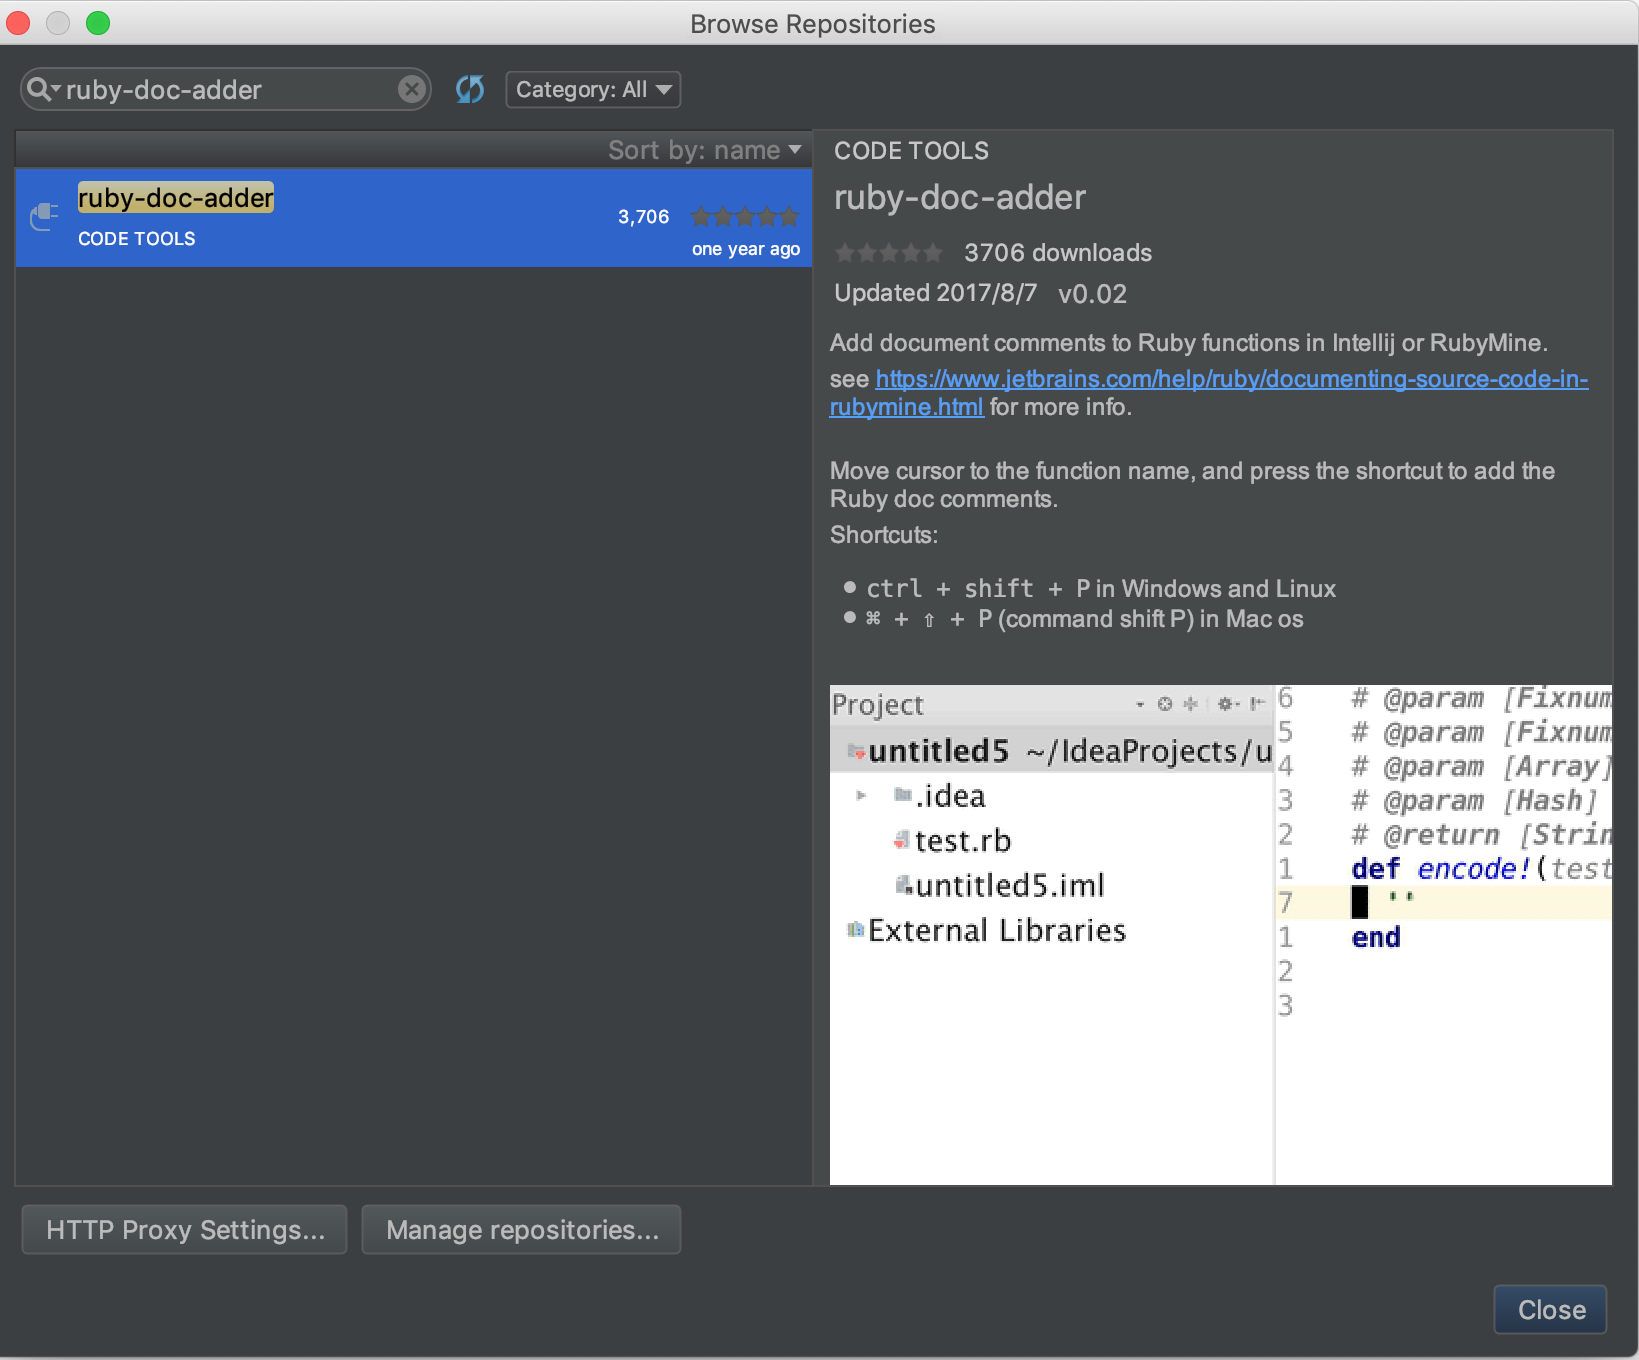 Browse Repositories
ruby-doc-adder
Category: All
Sort by: name
ruby-doc-adder
CODE TOOLS
3,706
one year ago
CODE TOOLS
ruby-doc-adder
3706 downloads
Updated 2017/8/7 v0.02
Add document comments to Ruby functions in Intellij or RubyMine.
see https://www.jetbrains.com/help/ruby/documenting-source-code-in-
rubymine.html for more info.
Move cursor to the function name, and press the shortcut to add the
Ruby doc comments.
Shortcuts:
ctrl + shift + P in Windows and Linux
⌘ + ⇧ + P (command shift P) in Mac os
Project
untitled5 ~/IdeaProjects/u
.idea
test.rb
untitled5.iml
External Libraries
6 # @param [Fixnum
5 # @param [Fixnum
4 # @param [Array]
3 # @param [Hash]
2 # @return [Strin
1 def encode!(test
7 ''
1 end
2
3
HTTP Proxy Settings...
Manage repositories...
Close